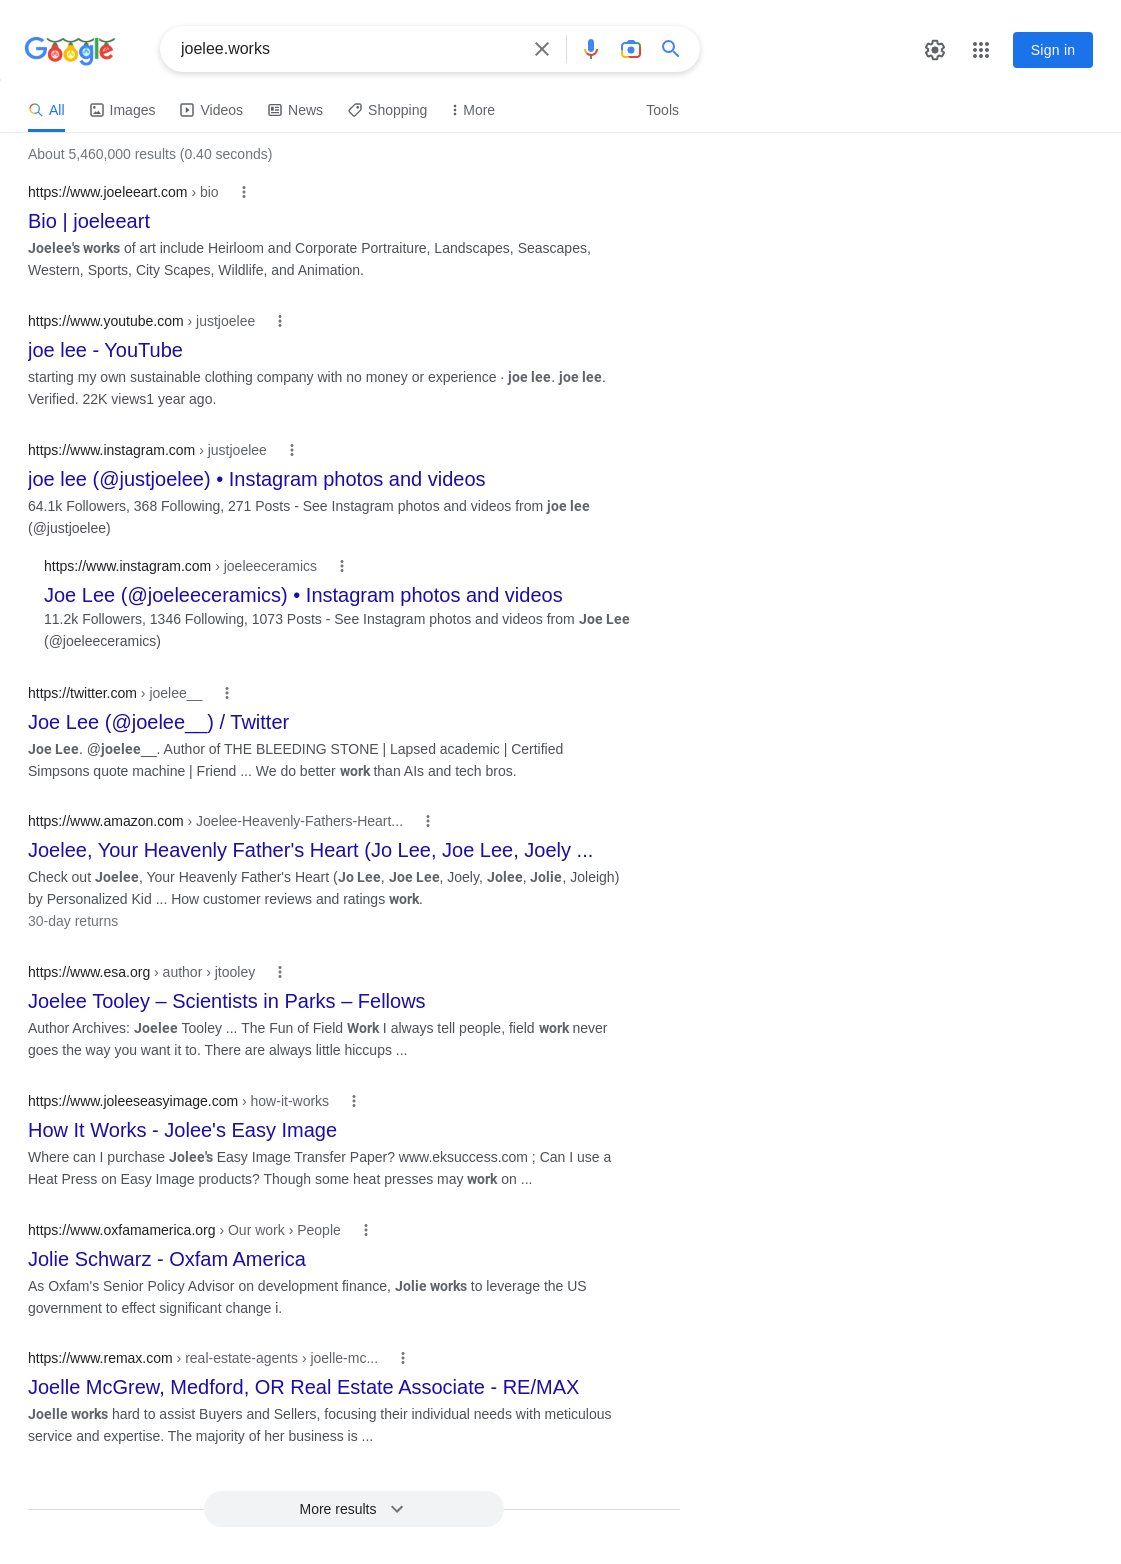 Google
joelee.works
Sign in
All Images Videos News Shopping More Tools
About 5,460,000 results (0.40 seconds)
https://www.joeleeart.com › bio
Bio | joeleeart
Joelee's works of art include Heirloom and Corporate Portraiture, Landscapes, Seascapes,
Western, Sports, City Scapes, Wildlife, and Animation.
https://www.youtube.com › justjoelee
joe lee - YouTube
starting my own sustainable clothing company with no money or experience · joe lee. joe lee.
Verified. 22K views1 year ago.
https://www.instagram.com › justjoelee
joe lee (@justjoelee) • Instagram photos and videos
64.1k Followers, 368 Following, 271 Posts - See Instagram photos and videos from joe lee
(@justjoelee)
https://www.instagram.com › joeleeceramics
Joe Lee (@joeleeceramics) • Instagram photos and videos
11.2k Followers, 1346 Following, 1073 Posts - See Instagram photos and videos from Joe Lee
(@joeleeceramics)
https://twitter.com › joelee__
Joe Lee (@joelee__) / Twitter
Joe Lee. @joelee__. Author of THE BLEEDING STONE | Lapsed academic | Certified
Simpsons quote machine | Friend ... We do better work than AIs and tech bros.
https://www.amazon.com › Joelee-Heavenly-Fathers-Heart...
Joelee, Your Heavenly Father's Heart (Jo Lee, Joe Lee, Joely ...
Check out Joelee, Your Heavenly Father's Heart (Jo Lee, Joe Lee, Joely, Jolee, Jolie, Joleigh)
by Personalized Kid ... How customer reviews and ratings work.
30-day returns
https://www.esa.org › author › jtooley
Joelee Tooley – Scientists in Parks – Fellows
Author Archives: Joelee Tooley ... The Fun of Field Work I always tell people, field work never
goes the way you want it to. There are always little hiccups ...
https://www.joleeseasyimage.com › how-it-works
How It Works - Jolee's Easy Image
Where can I purchase Jolee's Easy Image Transfer Paper? www.eksuccess.com ; Can I use a
Heat Press on Easy Image products? Though some heat presses may work on ...
https://www.oxfamamerica.org › Our work › People
Jolie Schwarz - Oxfam America
As Oxfam's Senior Policy Advisor on development finance, Jolie works to leverage the US
government to effect significant change i.
https://www.remax.com › real-estate-agents › joelle-mc...
Joelle McGrew, Medford, OR Real Estate Associate - RE/MAX
Joelle works hard to assist Buyers and Sellers, focusing their individual needs with meticulous
service and expertise. The majority of her business is ...
More results